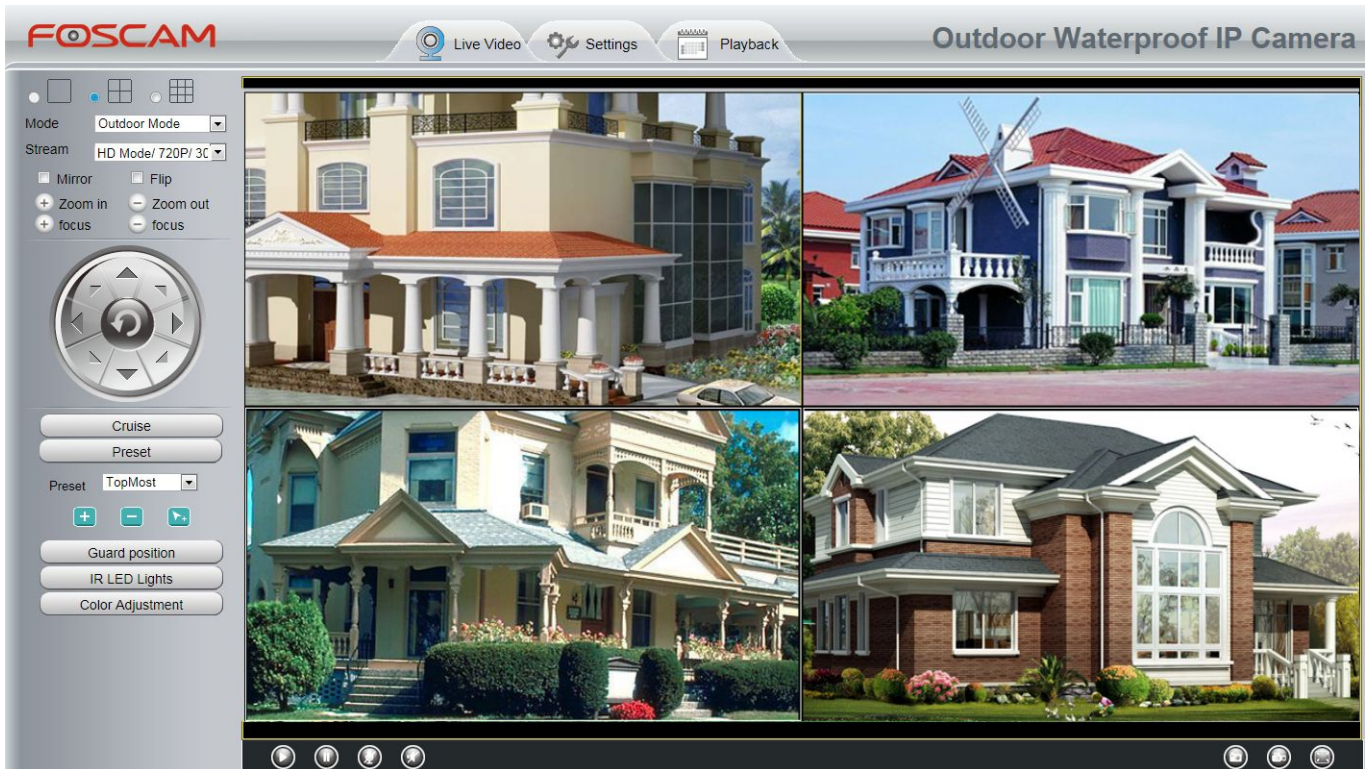 FOSCAM
Live Video
Settings
Playback
Outdoor Waterproof IP Camera
Mode
Outdoor Mode
Stream
HD Mode/ 720P/ 30
Mirror
Flip
Zoom in
Zoom out
focus
focus
Cruise
Preset
Preset
TopMost
Guard position
IR LED Lights
Color Adjustment